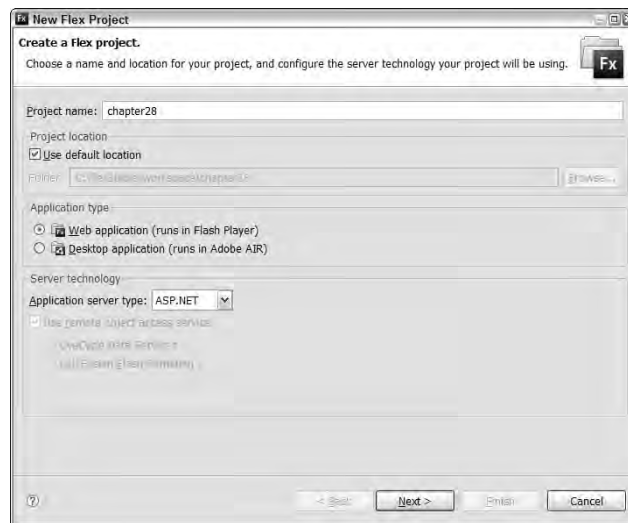 Fx New Flex Project
Create a Flex project.
Choose a name and location for your project, and configure the server technology your project will be using.
Fx
Project name: chapter28
Project location
Use default location
Folder:
Browse...
Application type
Web application (runs in Flash Player)
Desktop application (runs in Adobe AIR)
Server technology
Application server type: ASP.NET
Use remote object access service
< Back
Next >
Finish
Cancel